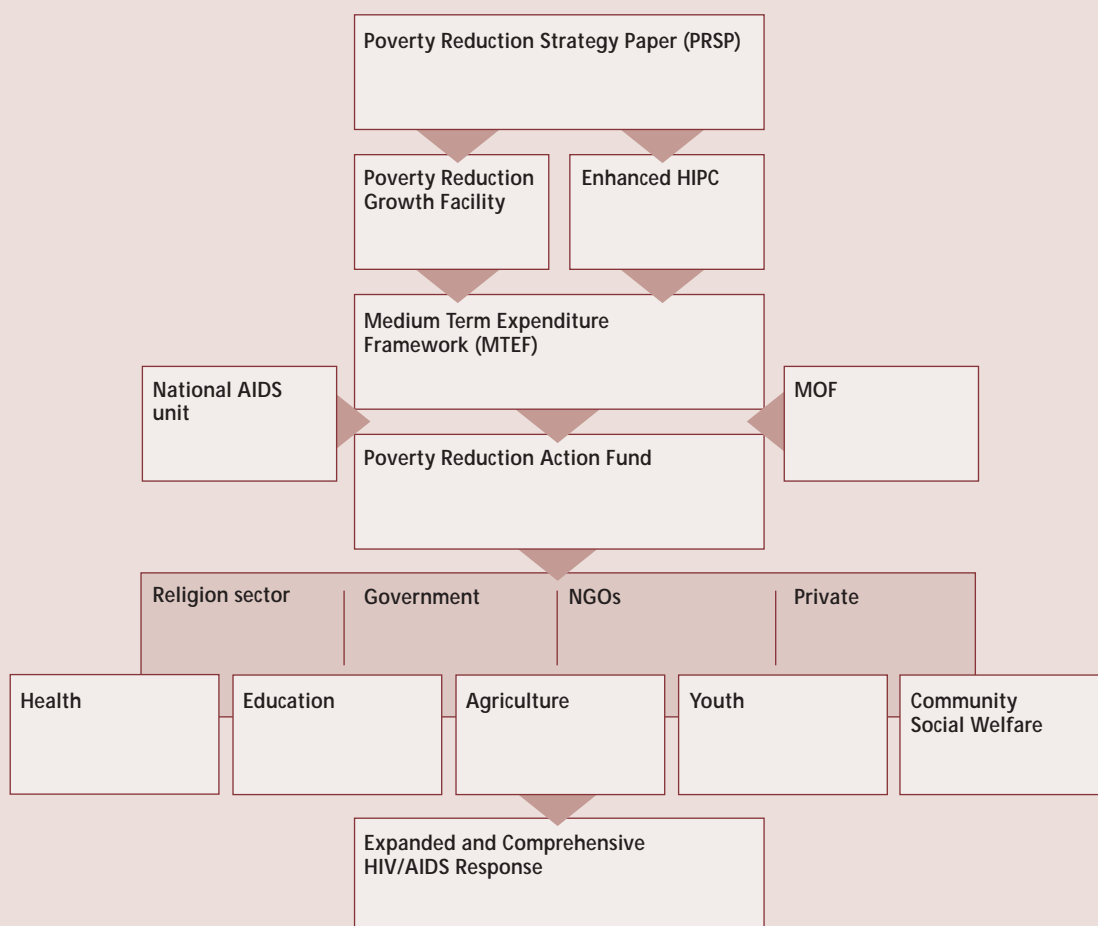 Poverty Reduction Strategy Paper (PRSP)
Poverty Reduction
Growth Facility
Enhanced HIPC
Medium Term Expenditure
Framework (MTEF)
National AIDS
unit
MOF
Poverty Reduction Action Fund
Religion sector
Government
NGOs
Private
Health
Education
Agriculture
Youth
Community
Social Welfare
Expanded and Comprehensive
HIV/AIDS Response